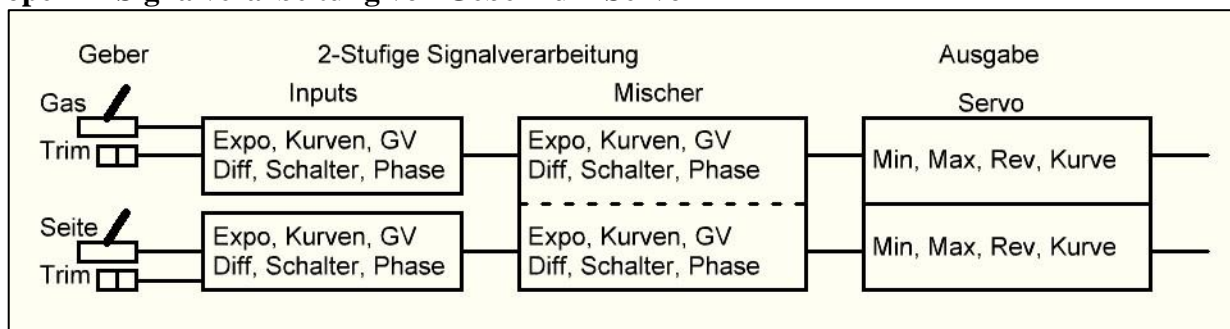 Geber 2-Stufige Signalverarbeitung Ausgabe
Inputs Mischer Servo
Gas
Trim
Expo, Kurven, GV
Diff, Schalter, Phase
Expo, Kurven, GV
Diff, Schalter, Phase
Min, Max, Rev, Kurve
Seite
Trim
Expo, Kurven, GV
Diff, Schalter, Phase
Expo, Kurven, GV
Diff, Schalter, Phase
Min, Max, Rev, Kurve